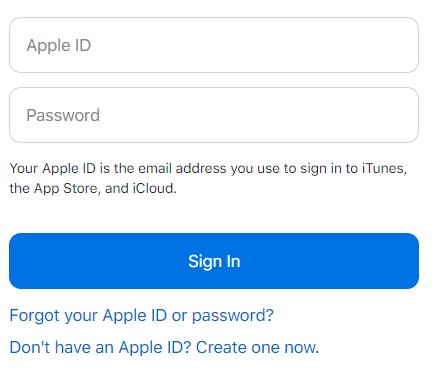 Apple ID
Password
Your Apple ID is the email address you use to sign in to iTunes,
the App Store, and iCloud.
Sign In
Forgot your Apple ID or password?
Don't have an Apple ID? Create one now.